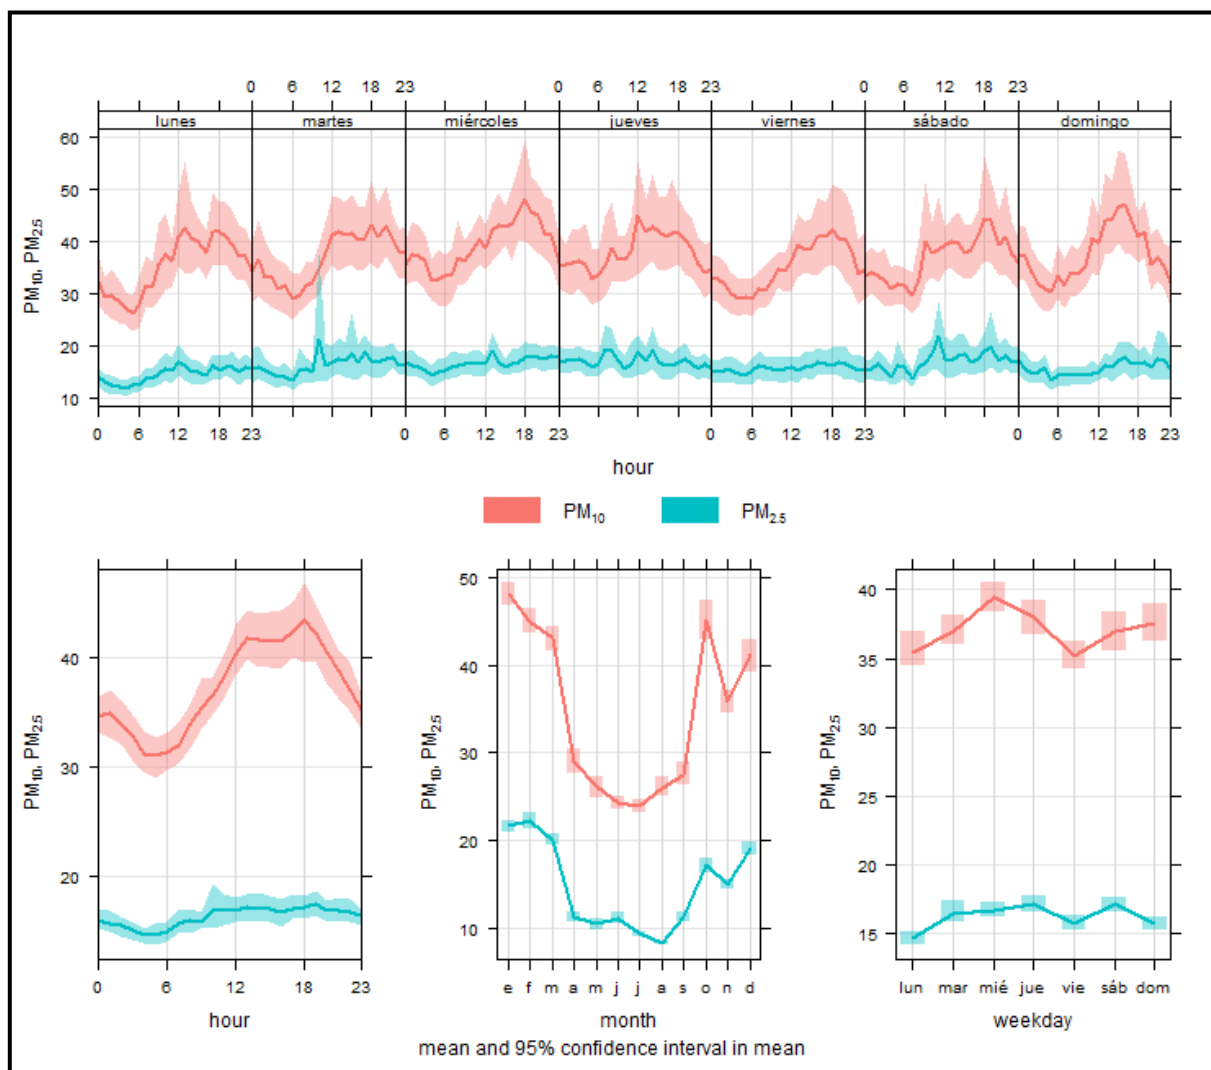 0 6 12 18 23 0 6 12 18 23 0 6 12 18 23
lunes martes miércoles jueves viernes sábado domingo
60
50
40
30
20
10
PM10, PM2.5
0 6 12 18 23 0 6 12 18 23 0 6 12 18 23 0 6 12 18 23
hour
PM10 PM2.5
40
30
20
PM10, PM2.5
0 6 12 18 23
hour
50
40
30
20
10
PM10, PM2.5
e f m a m j j a s o n d
month
40
35
30
25
20
15
PM10, PM2.5
lun mar mié jue vie sáb dom
weekday
mean and 95% confidence interval in mean